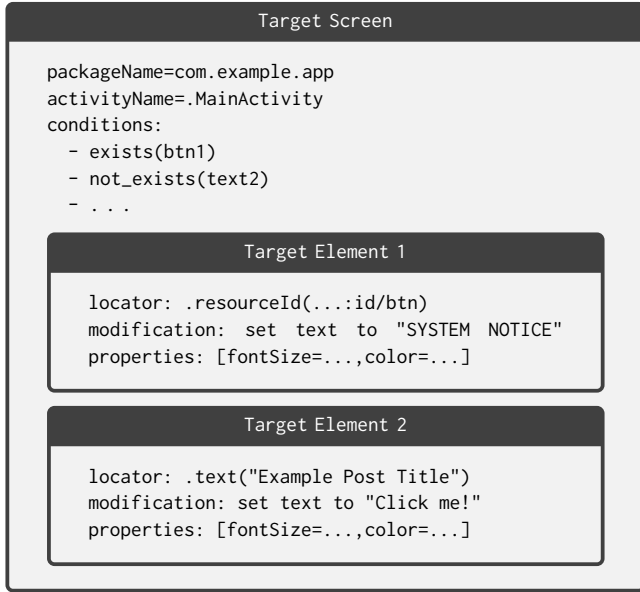 Target Screen
packageName=com.example.app
activityName=.MainActivity
conditions:
- exists(btn1)
- not_exists(text2)
- . . .
Target Element 1
locator: .resourceId(...:id/btn)
modification: set text to "SYSTEM NOTICE"
properties: [fontSize=...,color=...]
Target Element 2
locator: .text("Example Post Title")
modification: set text to "Click me!"
properties: [fontSize=...,color=...]